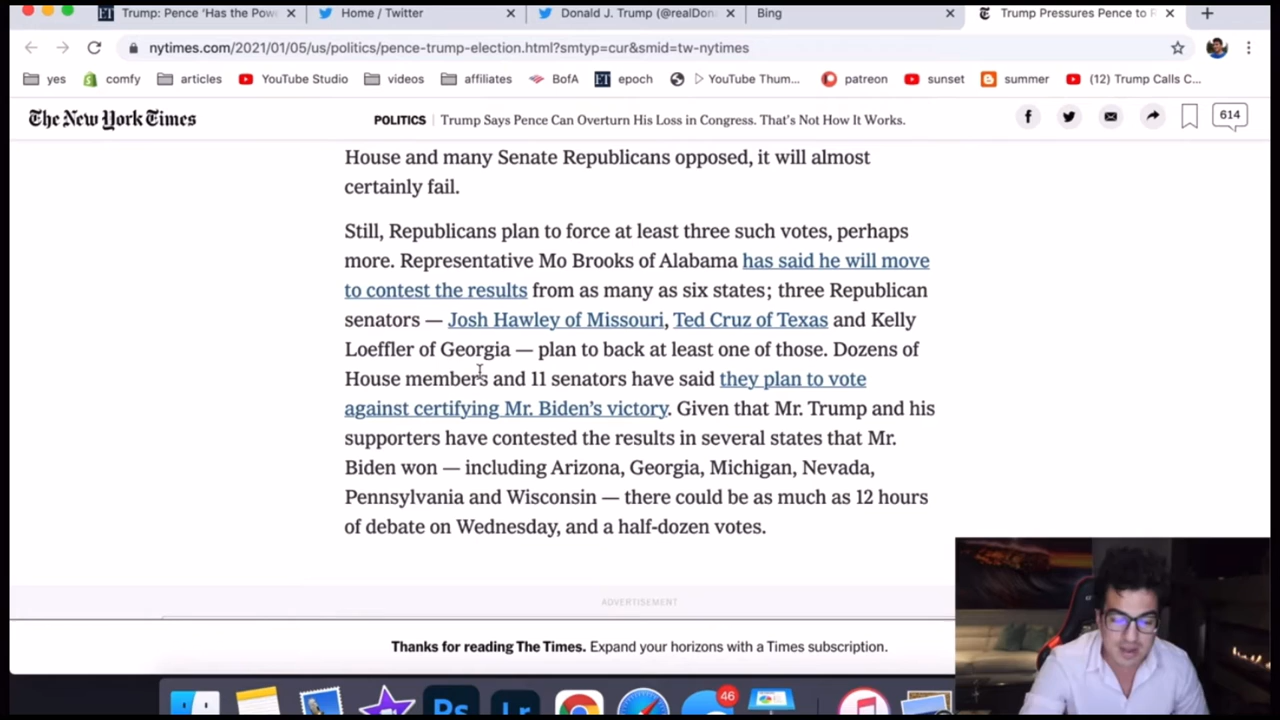 Trump: Pence 'Has the Pow
Home / Twitter
Donald J. Trump (@realDona
Bing
Trump Pressures Pence to R
nytimes.com/2021/01/05/us/politics/pence-trump-election.html?smtyp=cur&smid=tw-nytimes
yes
comfy
articles
YouTube Studio
videos
affiliates
BofA
ET
epoch
YouTube Thum...
patreon
sunset
summer
(12) Trump Calls C...
The New York Times
POLITICS | Trump Says Pence Can Overturn His Loss in Congress. That's Not How It Works.
614
House and many Senate Republicans opposed, it will almost
certainly fail.
Still, Republicans plan to force at least three such votes, perhaps
more. Representative Mo Brooks of Alabama has said he will move
to contest the results from as many as six states; three Republican
senators — Josh Hawley of Missouri, Ted Cruz of Texas and Kelly
Loeffler of Georgia — plan to back at least one of those. Dozens of
House members and 11 senators have said they plan to vote
against certifying Mr. Biden's victory. Given that Mr. Trump and his
supporters have contested the results in several states that Mr.
Biden won — including Arizona, Georgia, Michigan, Nevada,
Pennsylvania and Wisconsin — there could be as much as 12 hours
of debate on Wednesday, and a half-dozen votes.
ADVERTISEMENT
Thanks for reading The Times. Expand your horizons with a Times subscription.
Ps
Lr
46